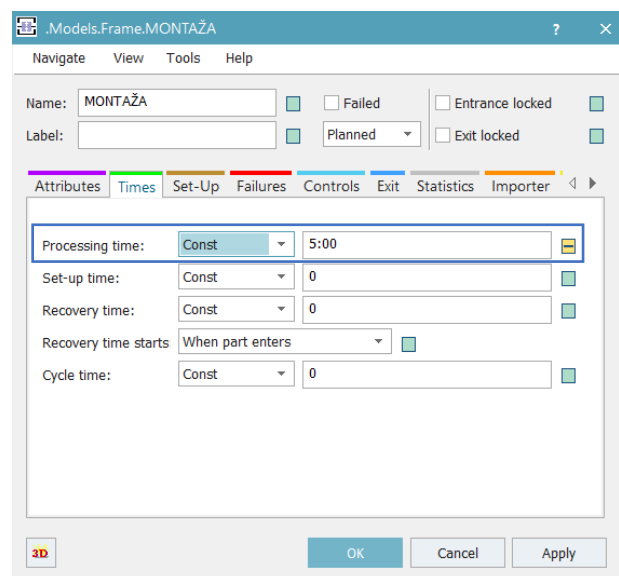 .Models.Frame.MONTAŽA ? ×
Navigate View Tools Help
Name: MONTAŽA Failed Entrance locked
Label: Planned Exit locked
Attributes Times Set-Up Failures Controls Exit Statistics Importer
Processing time: Const 5:00
Set-up time: Const 0
Recovery time: Const 0
Recovery time starts When part enters
Cycle time: Const 0
3D OK Cancel Apply